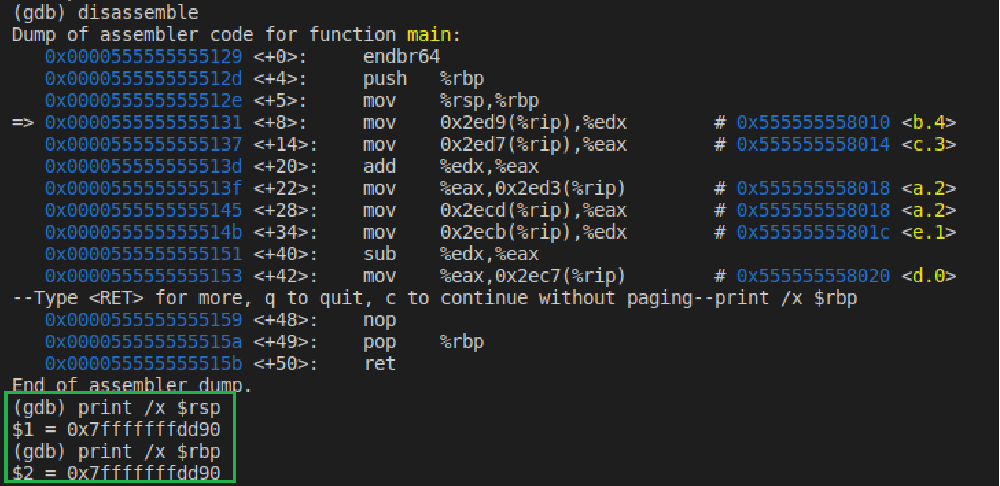 (gdb) disassemble
Dump of assembler code for function main:
   0x0000555555555129 <+0>:     endbr64
   0x000055555555512d <+4>:     push   %rbp
   0x000055555555512e <+5>:     mov    %rsp,%rbp
=> 0x0000555555555131 <+8>:     mov    0x2ed9(%rip),%edx        # 0x555555558010 <b.4>
   0x0000555555555137 <+14>:    mov    0x2ed7(%rip),%eax        # 0x555555558014 <c.3>
   0x000055555555513d <+20>:    add    %edx,%eax
   0x000055555555513f <+22>:    mov    %eax,0x2ed3(%rip)        # 0x555555558018 <a.2>
   0x0000555555555145 <+28>:    mov    0x2ecd(%rip),%eax        # 0x555555558018 <a.2>
   0x000055555555514b <+34>:    mov    0x2ecb(%rip),%edx        # 0x55555555801c <e.1>
   0x0000555555555151 <+40>:    sub    %edx,%eax
   0x0000555555555153 <+42>:    mov    %eax,0x2ec7(%rip)        # 0x555555558020 <d.0>
--Type <RET> for more, q to quit, c to continue without paging--print /x $rbp
   0x0000555555555159 <+48>:    nop
   0x000055555555515a <+49>:    pop    %rbp
   0x000055555555515b <+50>:    ret
End of assembler dump.
(gdb) print /x $rsp
$1 = 0x7fffffffdd90
(gdb) print /x $rbp
$2 = 0x7fffffffdd90